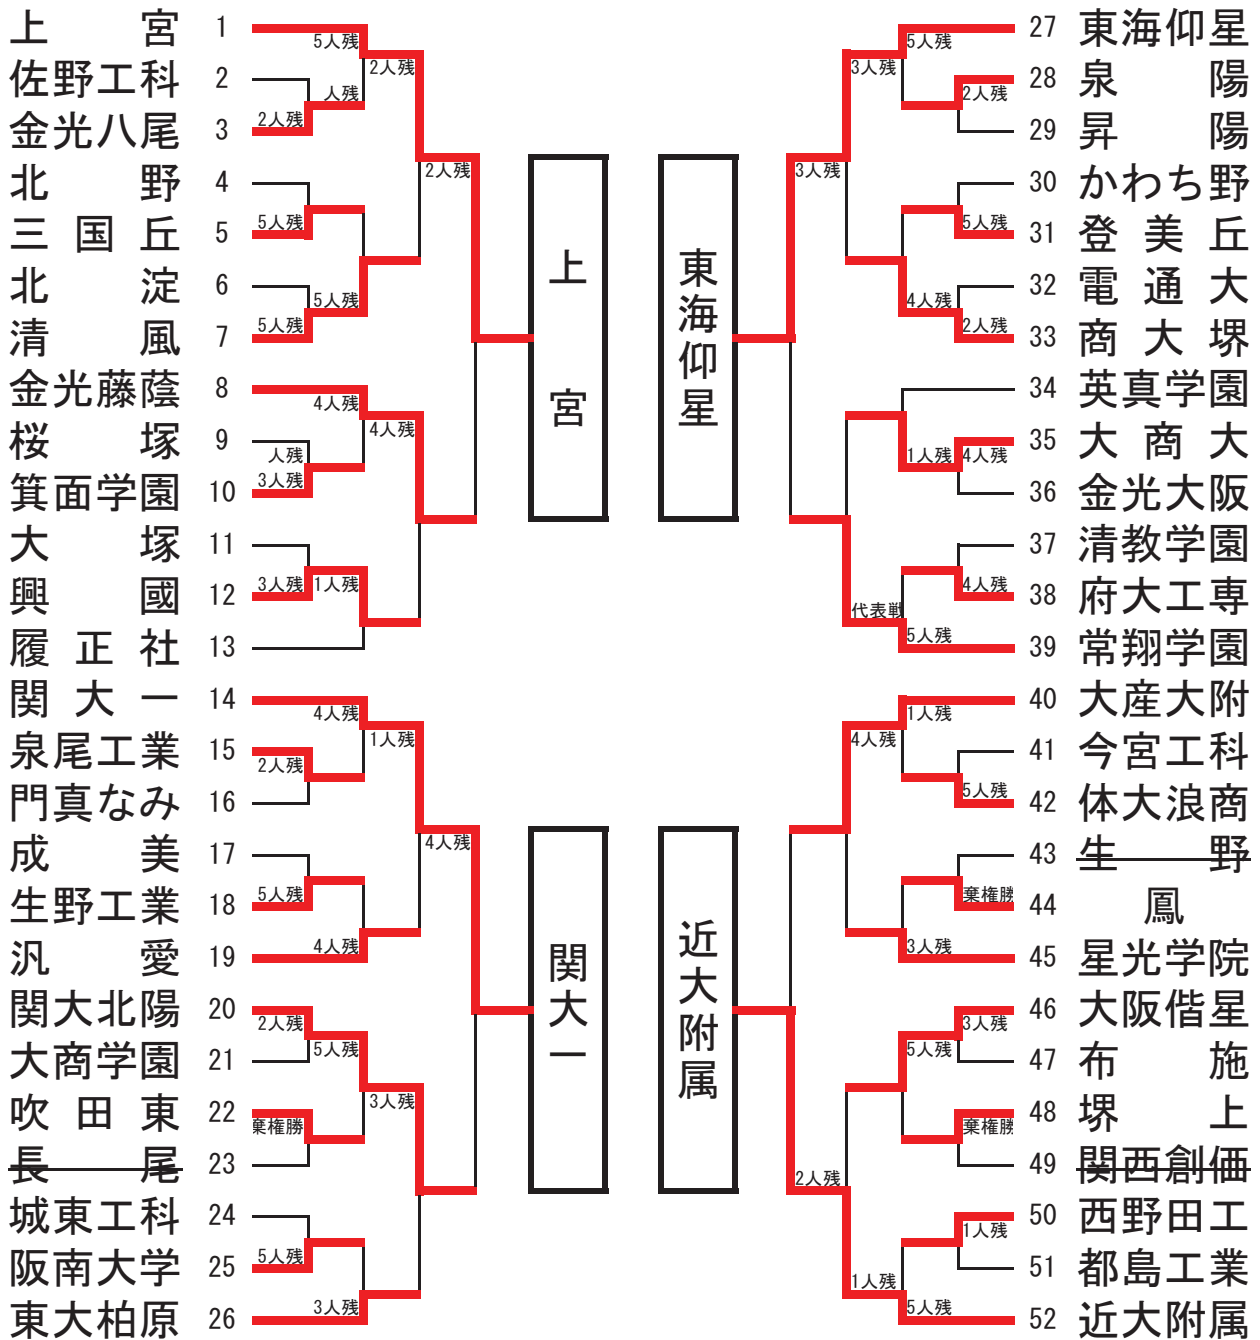 上宮 1
5人残
2人残
佐野工科 2
人残
金光八尾 3
2人残
北野 4
2人残
三国丘 5
5人残
北淀 6
5人残
清風 7
5人残
金光藤蔭 8
4人残
4人残
桜塚 9
人残
箕面学園 10
3人残
大塚 11
興國 12
3人残
1人残
履正社 13
関大一 14
4人残
1人残
泉尾工業 15
2人残
門真なみ 16
成美 17
4人残
生野工業 18
5人残
汎愛 19
4人残
関大北陽 20
2人残
5人残
大商学園 21
吹田東 22
棄権勝
3人残
長尾 23
城東工科 24
阪南大学 25
5人残
東大柏原 26
3人残
上宮
関大一
東海仰星
近大附属
27 東海仰星
5人残
3人残
28 泉陽
2人残
29 昇陽
30 かわち野
3人残
31 登美丘
5人残
32 電通大
4人残
33 商大堺
2人残
34 英真学園
35 大商大
1人残
4人残
36 金光大阪
37 清教学園
38 府大工専
4人残
代表戦
39 常翔学園
5人残
40 大産大附
1人残
4人残
41 今宮工科
42 体大浪商
5人残
43 生野
44 鳳
棄権勝
45 星光学院
3人残
46 大阪偕星
3人残
5人残
47 布施
48 堺上
棄権勝
49 関西創価
2人残
50 西野田工
1人残
51 都島工業
1人残
52 近大附属
5人残